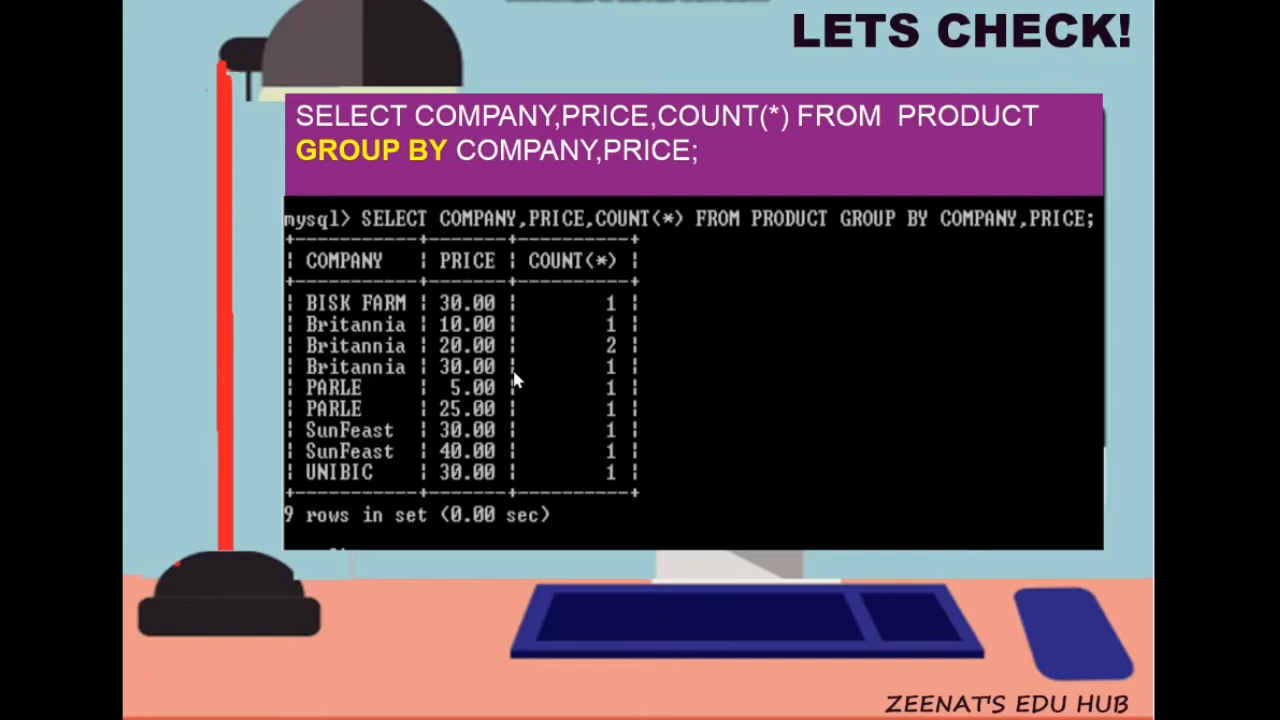 LETS CHECK!
SELECT COMPANY,PRICE,COUNT(*) FROM PRODUCT
GROUP BY COMPANY,PRICE;
mysql> SELECT COMPANY,PRICE,COUNT(*) FROM PRODUCT GROUP BY COMPANY,PRICE;
+-----------+-------+----------+
| COMPANY | PRICE | COUNT(*) |
+-----------+-------+----------+
| BISK FARM | 30.00 | 1 |
| Britannia | 10.00 | 1 |
| Britannia | 20.00 | 2 |
| Britannia | 30.00 | 1 |
| PARLE | 5.00 | 1 |
| PARLE | 25.00 | 1 |
| SunFeast | 30.00 | 1 |
| SunFeast | 40.00 | 1 |
| UNIBIC | 30.00 | 1 |
+-----------+-------+----------+
9 rows in set (0.00 sec)
ZEENAT'S EDU HUB